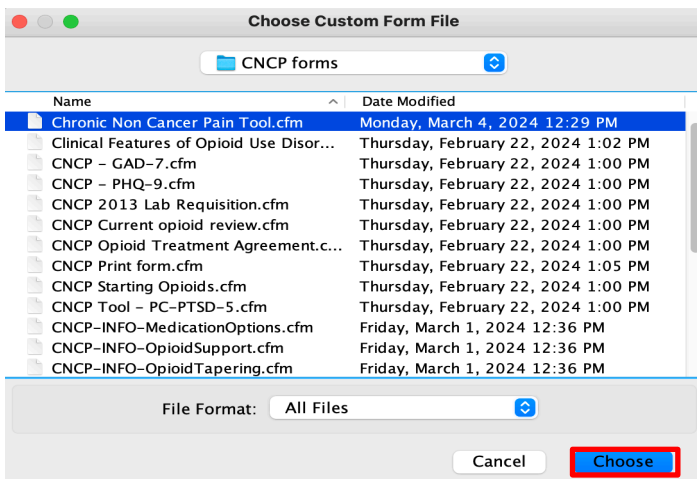 Choose Custom Form File
CNCP forms
Name Date Modified
Chronic Non Cancer Pain Tool.cfm Monday, March 4, 2024 12:29 PM
Clinical Features of Opioid Use Disor... Thursday, February 22, 2024 1:02 PM
CNCP – GAD–7.cfm Thursday, February 22, 2024 1:00 PM
CNCP – PHQ–9.cfm Thursday, February 22, 2024 1:00 PM
CNCP 2013 Lab Requisition.cfm Thursday, February 22, 2024 1:00 PM
CNCP Current opioid review.cfm Thursday, February 22, 2024 1:00 PM
CNCP Opioid Treatment Agreement.c... Thursday, February 22, 2024 1:00 PM
CNCP Print form.cfm Thursday, February 22, 2024 1:05 PM
CNCP Starting Opioids.cfm Thursday, February 22, 2024 1:00 PM
CNCP Tool – PC–PTSD–5.cfm Thursday, February 22, 2024 1:00 PM
CNCP–INFO–MedicationOptions.cfm Friday, March 1, 2024 12:36 PM
CNCP–INFO–OpioidSupport.cfm Friday, March 1, 2024 12:36 PM
CNCP–INFO–OpioidTapering.cfm Friday, March 1, 2024 12:36 PM
File Format: All Files
Cancel Choose